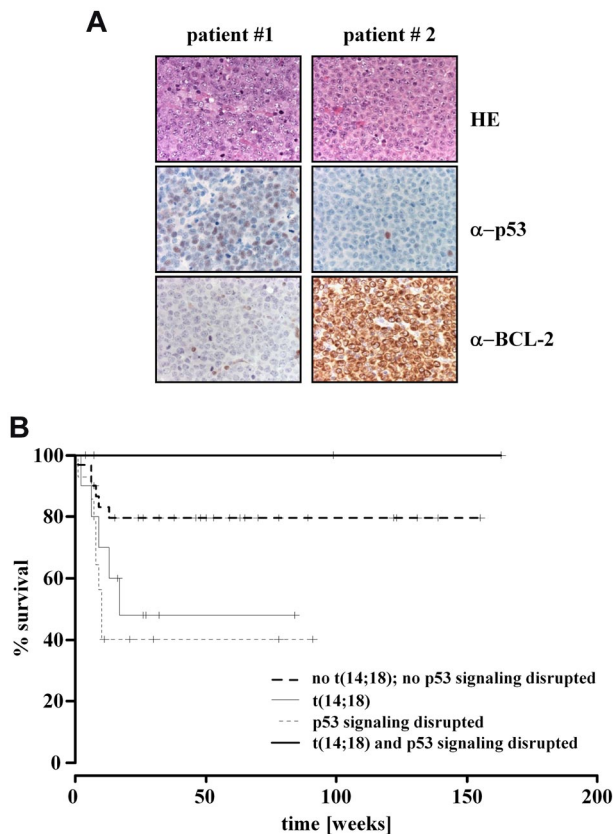 A
patient #1
patient # 2
HE
α–p53
α–BCL-2
B
100
80
60
40
20
0
% survival
no t(14;18); no p53 signaling disrupted
t(14;18)
p53 signaling disrupted
t(14;18) and p53 signaling disrupted
0
50
100
150
200
time [weeks]